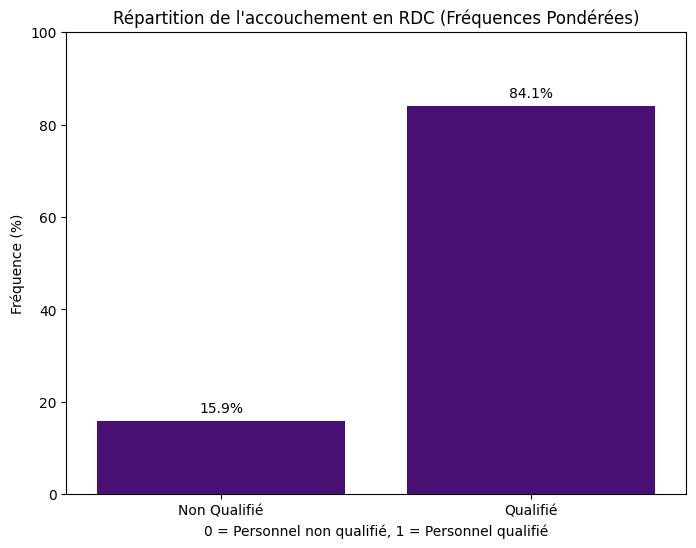 Répartition de l'accouchement en RDC (Fréquences Pondérées)
100
80
60
40
20
0
Fréquence (%)
15.9%
84.1%
Non Qualifié
Qualifié
0 = Personnel non qualifié, 1 = Personnel qualifié